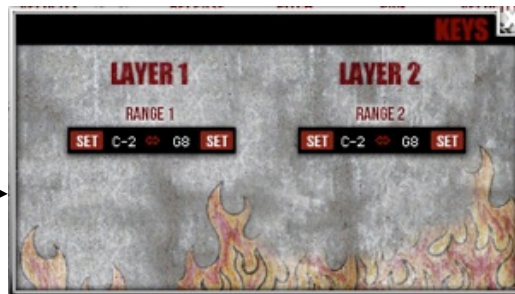 KEYS
LAYER 1
LAYER 2
RANGE 1
RANGE 2
SET C-2 ⇔ G8 SET
SET C-2 ⇔ G8 SET